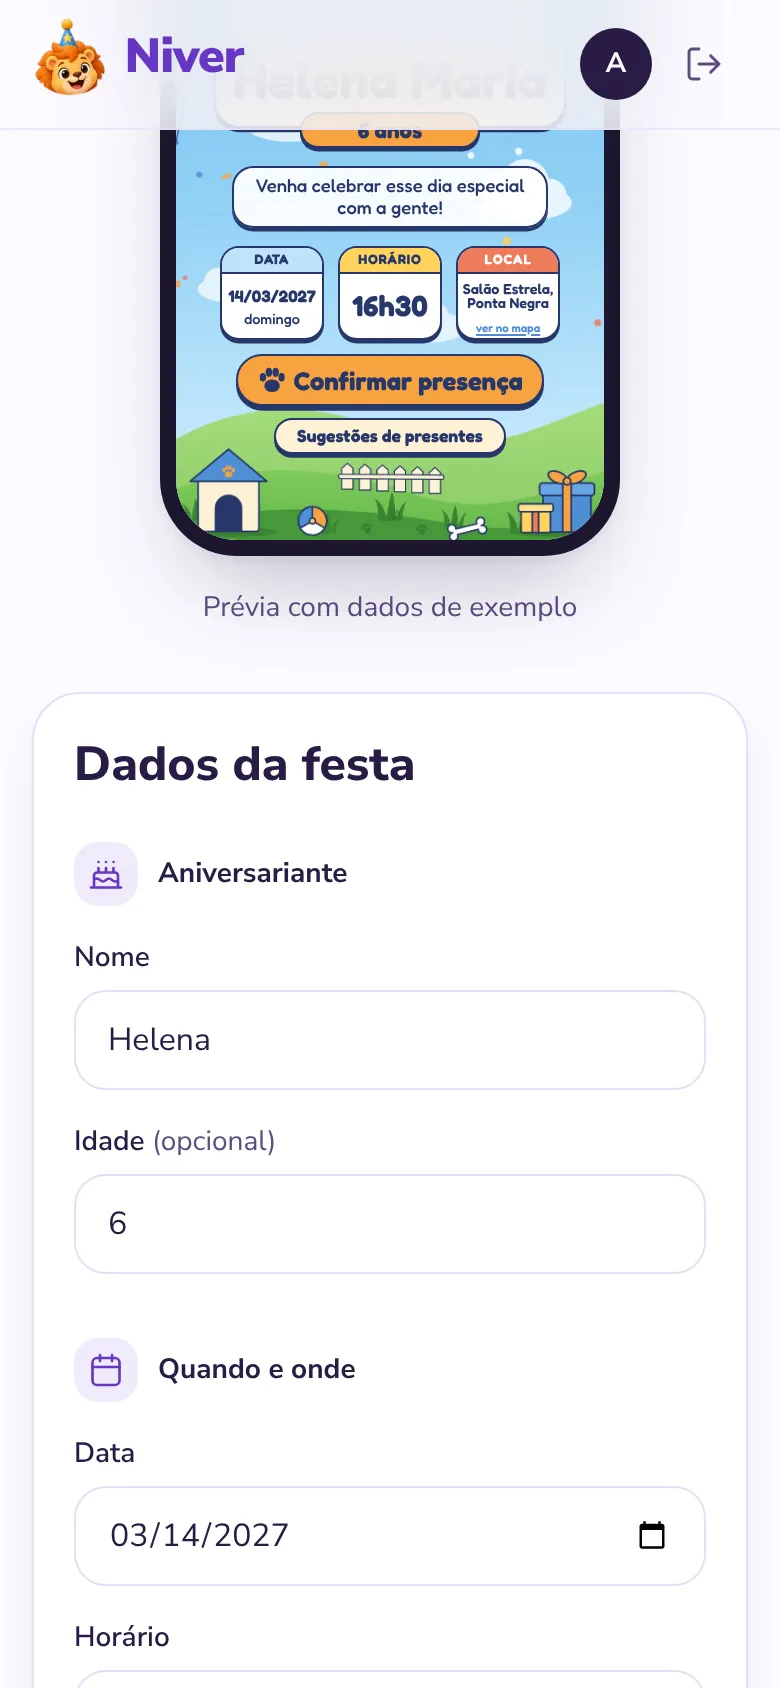 Niver
A
Helena Maria
6 anos
Venha celebrar esse dia especial
com a gente!
DATA
14/03/2027
domingo
HORÁRIO
16h30
LOCAL
Salão Estrela,
Ponta Negra
ver no mapa
Confirmar presença
Sugestões de presentes
Prévia com dados de exemplo
Dados da festa
Aniversariante
Nome
Helena
Idade (opcional)
6
Quando e onde
Data
03/14/2027
Horário